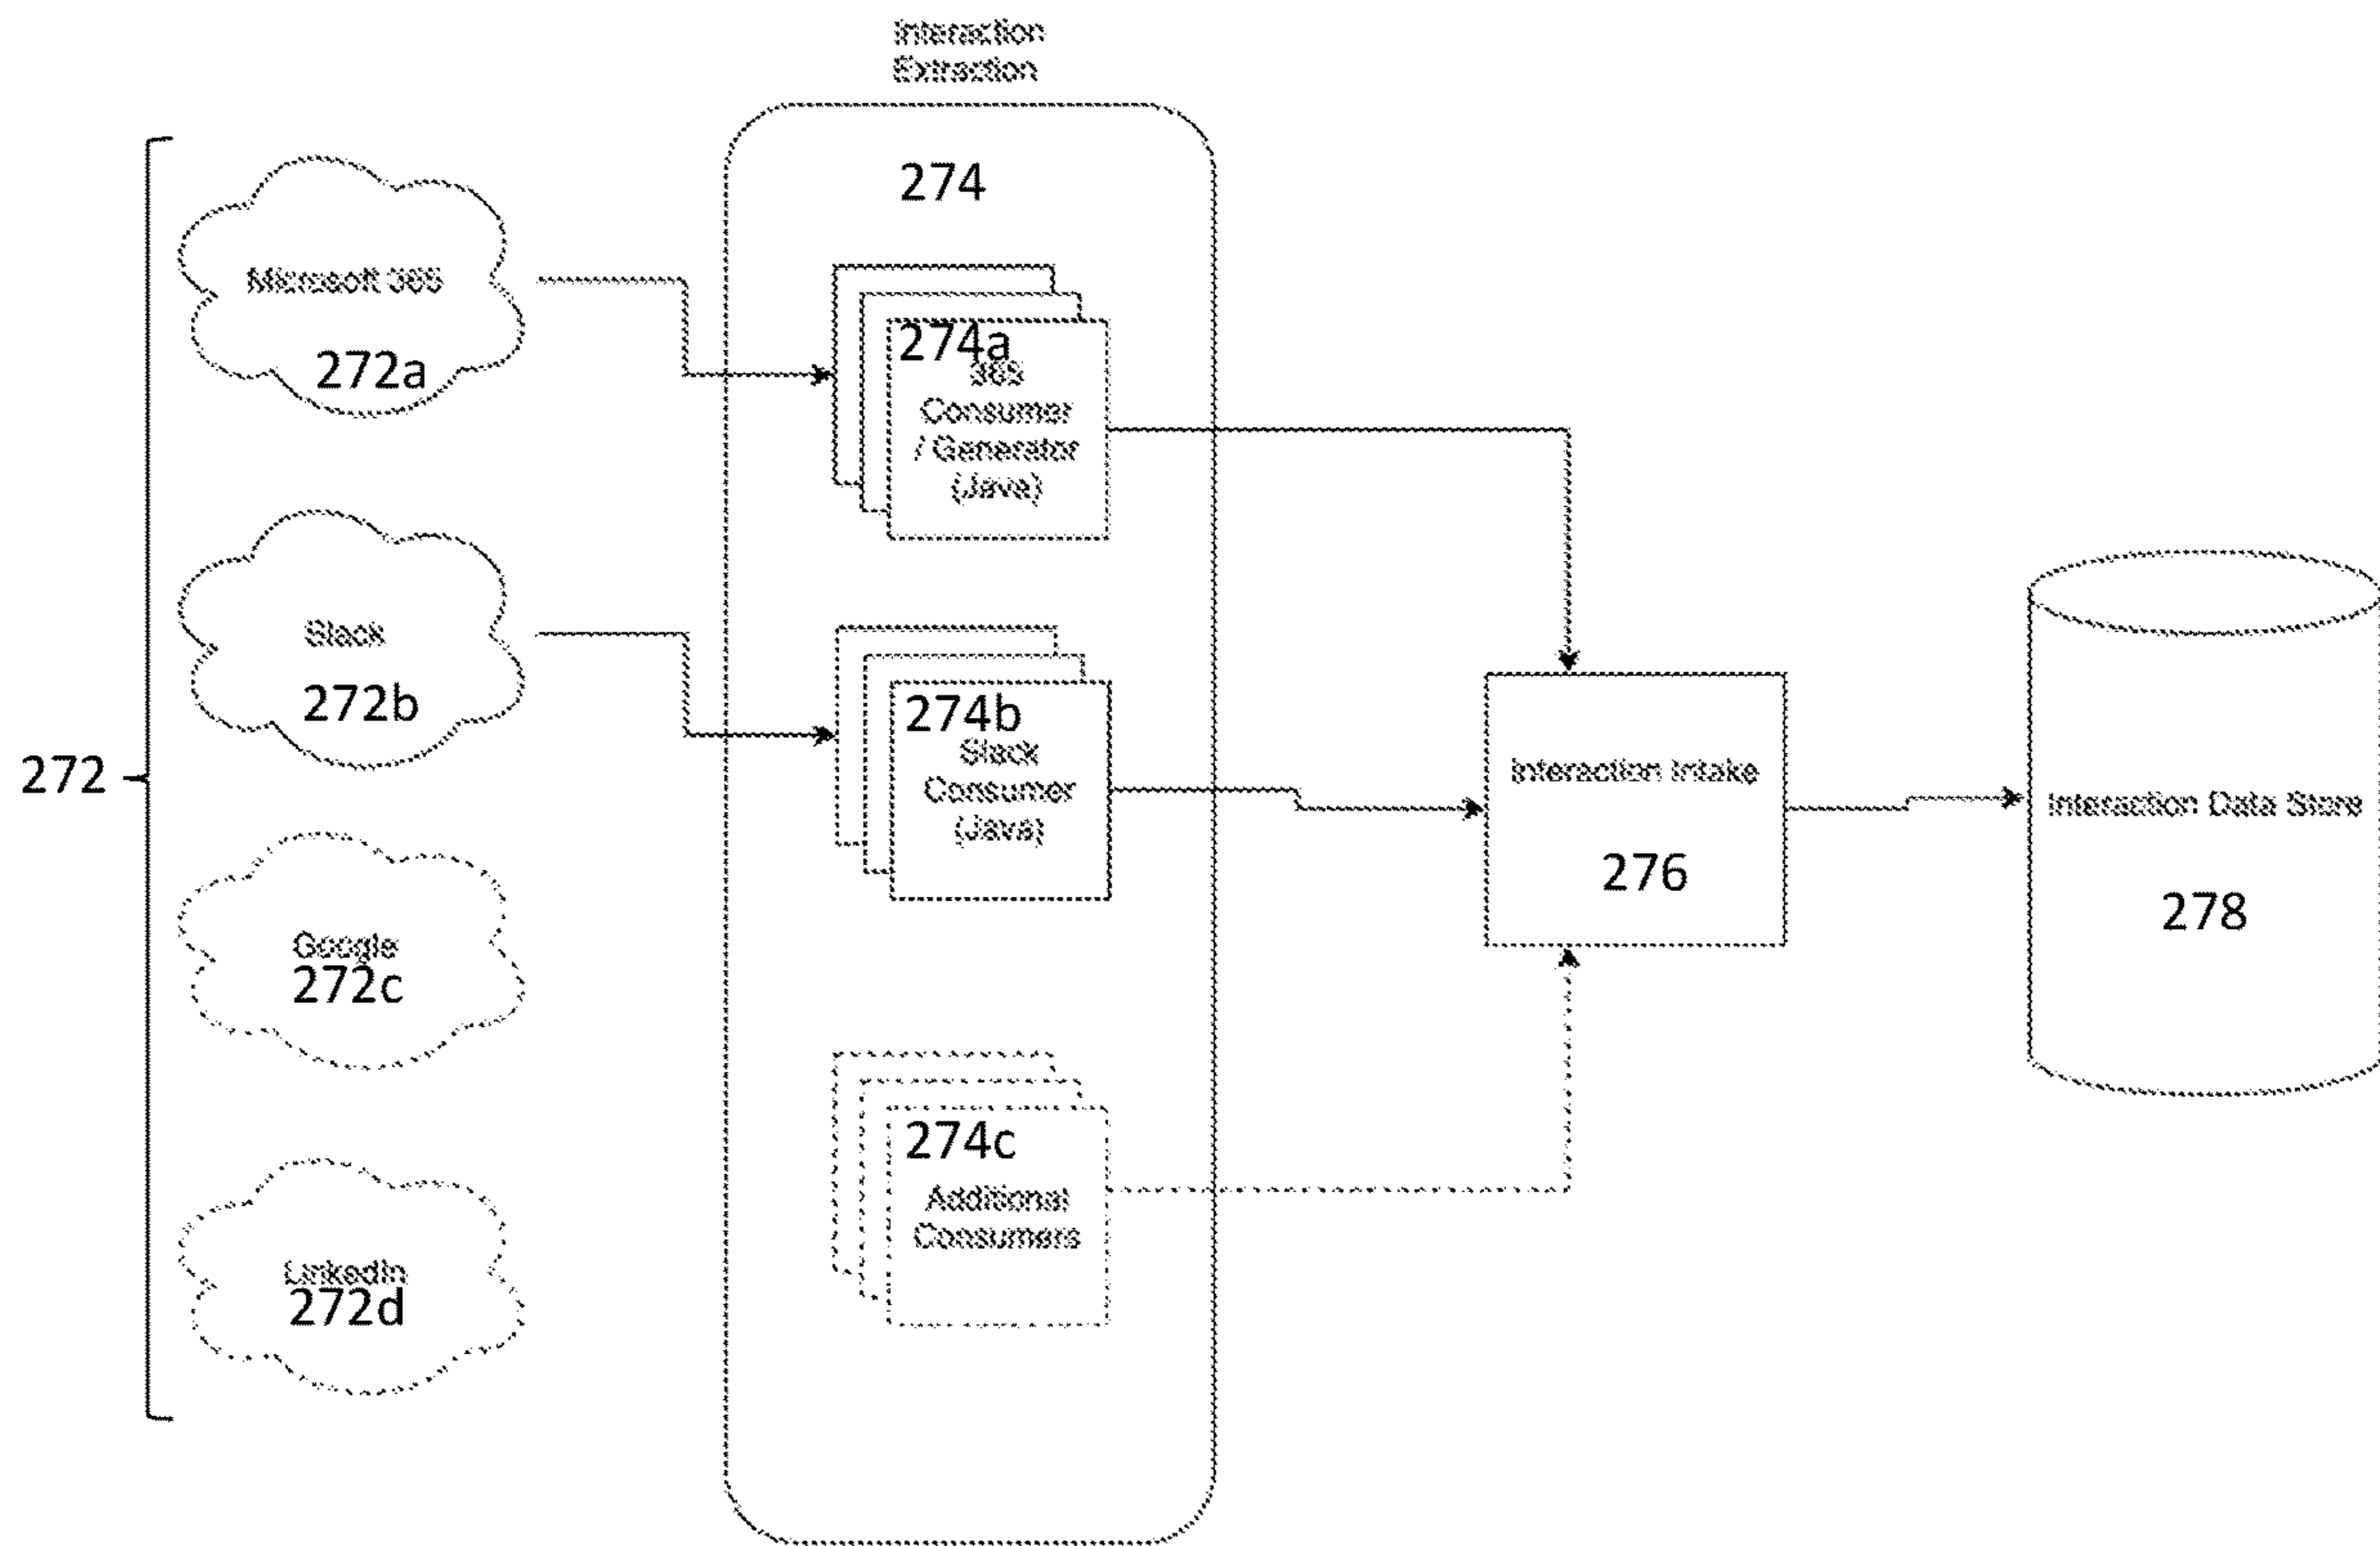 Interaction
Extraction
274
Microsoft 365
272a
274a
365
Consumer
/ Generator
(Java)
Slack
272b
274b
Slack
Consumer
(Java)
272
Interaction Intake
276
Interaction Data Store
278
Google
272c
274c
Additional
Consumers
LinkedIn
272d